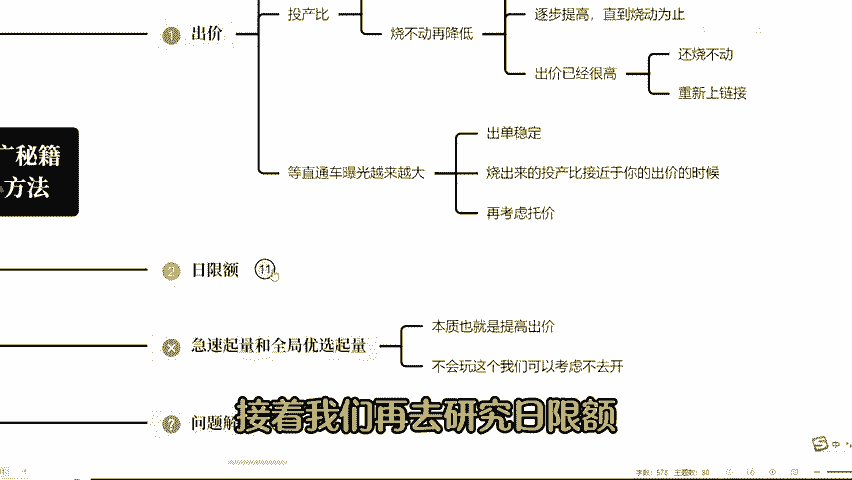 投产比
逐步提高，直到烧动为止
1 出价
烧不动再降低
还烧不动
出价已经很高
重新上链接
秘籍
方法
出单稳定
等直通车曝光越来越大
烧出来的投产比接近于你的出价的时候
再考虑托价
2 日限额 11
急速起量和全局优选起量
本质也就是提高出价
不会玩这个我们可以考虑不去开
? 问题解
接着我们再去研究日限额
中
字数：573 主题数：80